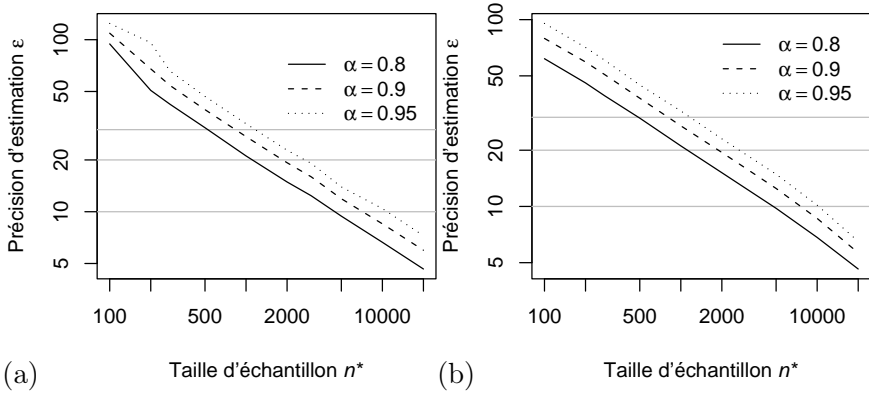 Précision d'estimation ε
100
50
20
10
5
α = 0.8
α = 0.9
α = 0.95
100
500
2000
10000
Taille d'échantillon n*
(a)
Précision d'estimation ε
100
50
20
10
5
α = 0.8
α = 0.9
α = 0.95
100
500
2000
10000
Taille d'échantillon n*
(b)